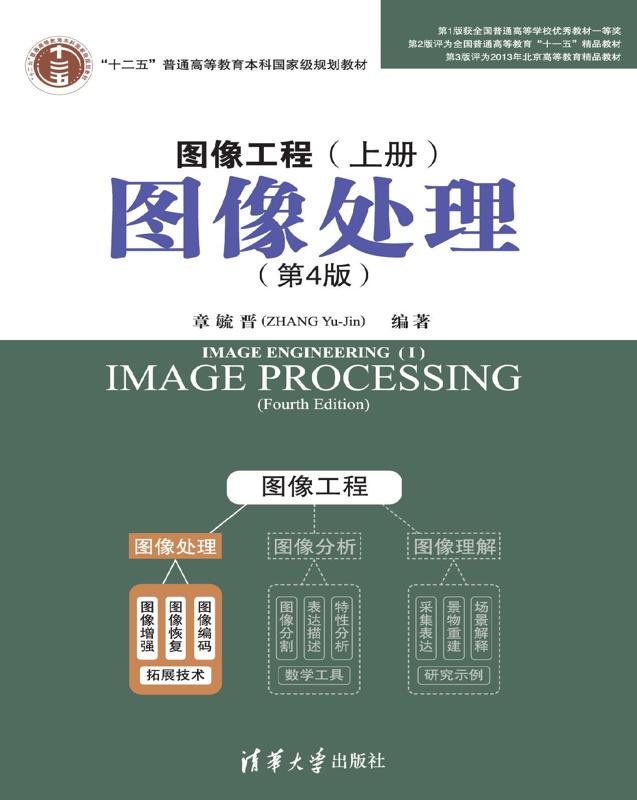 第1版获全国普通高等学校优秀教材一等奖
第2版评为全国普通高等教育“十一五”精品教材
第3版评为2013年北京高等教育精品教材
十二五
“十二五”普通高等教育本科国家级规划教材
图像工程（上册）
图像处理
（第4版）
章毓晋(ZHANG Yu-Jin) 编著
IMAGE ENGINEERING (I)
IMAGE PROCESSING
(Fourth Edition)
图像工程
图像处理
图像分析
图像理解
图像增强
图像恢复
图像编码
拓展技术
图像分割
表达描述
特性分析
数学工具
采集表达
景物重建
场景解释
研究示例
清华大学出版社